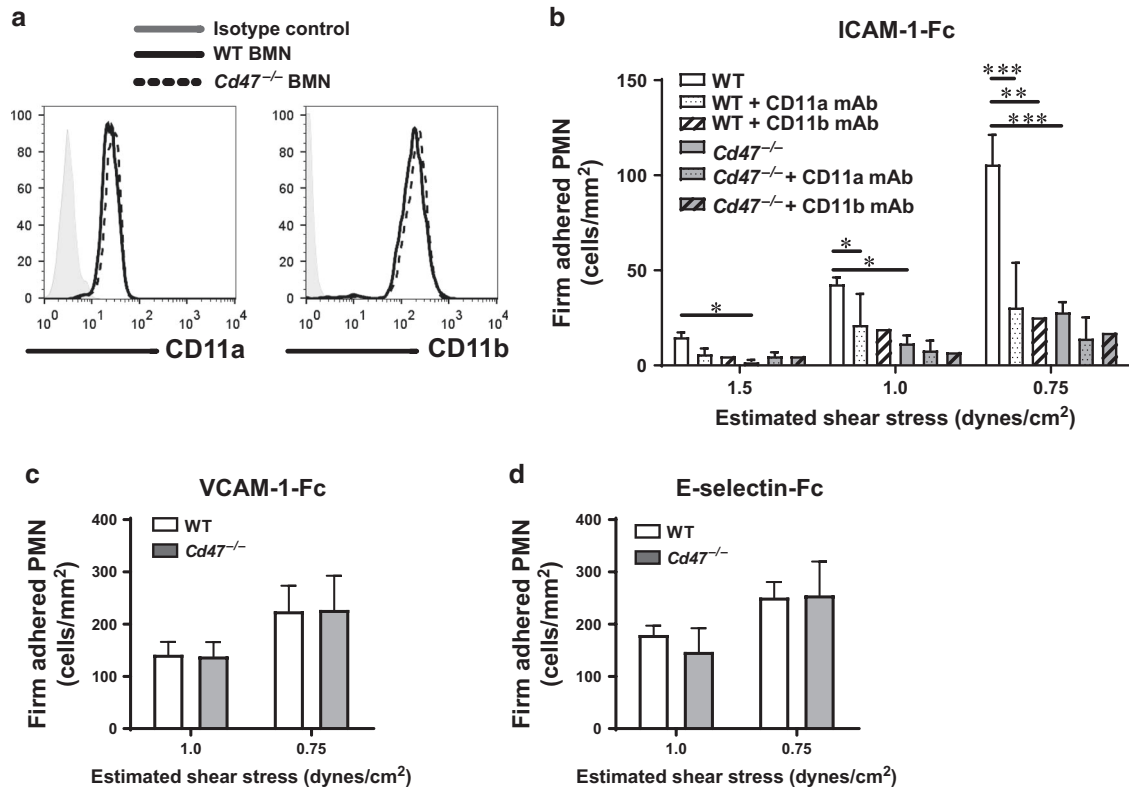 a
Isotype control
WT BMN
Cd47−/− BMN
100
80
60
40
20
0
10^0 10^1 10^2 10^3 10^4
CD11a
100
80
60
40
20
0
10^0 10^1 10^2 10^3 10^4
CD11b
b
ICAM-1-Fc
Firm adhered PMN
(cells/mm²)
150
100
50
0
WT
WT + CD11a mAb
WT + CD11b mAb
Cd47−/−
Cd47−/− + CD11a mAb
Cd47−/− + CD11b mAb
***
**
***
*
*
*
1.5 1.0 0.75
Estimated shear stress (dynes/cm²)
c
VCAM-1-Fc
Firm adhered PMN
(cells/mm²)
400
300
200
100
0
WT
Cd47−/−
1.0 0.75
Estimated shear stress (dynes/cm²)
d
E-selectin-Fc
Firm adhered PMN
(cells/mm²)
400
300
200
100
0
WT
Cd47−/−
1.0 0.75
Estimated shear stress (dynes/cm²)